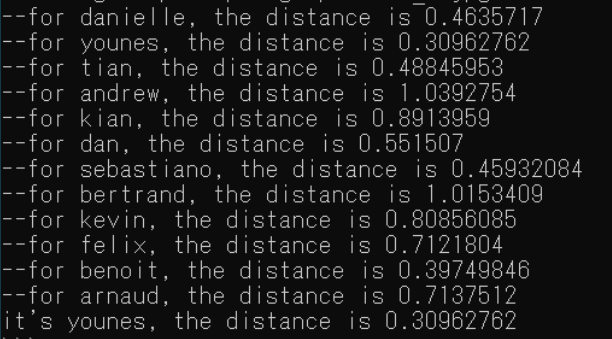 --for danielle, the distance is 0.4635717
--for younes, the distance is 0.30962762
--for tian, the distance is 0.48845953
--for andrew, the distance is 1.0392754
--for kian, the distance is 0.8913959
--for dan, the distance is 0.551507
--for sebastiano, the distance is 0.45932084
--for bertrand, the distance is 1.0153409
--for kevin, the distance is 0.80856085
--for felix, the distance is 0.7121804
--for benoit, the distance is 0.39749846
--for arnaud, the distance is 0.7137512
it's younes, the distance is 0.30962762